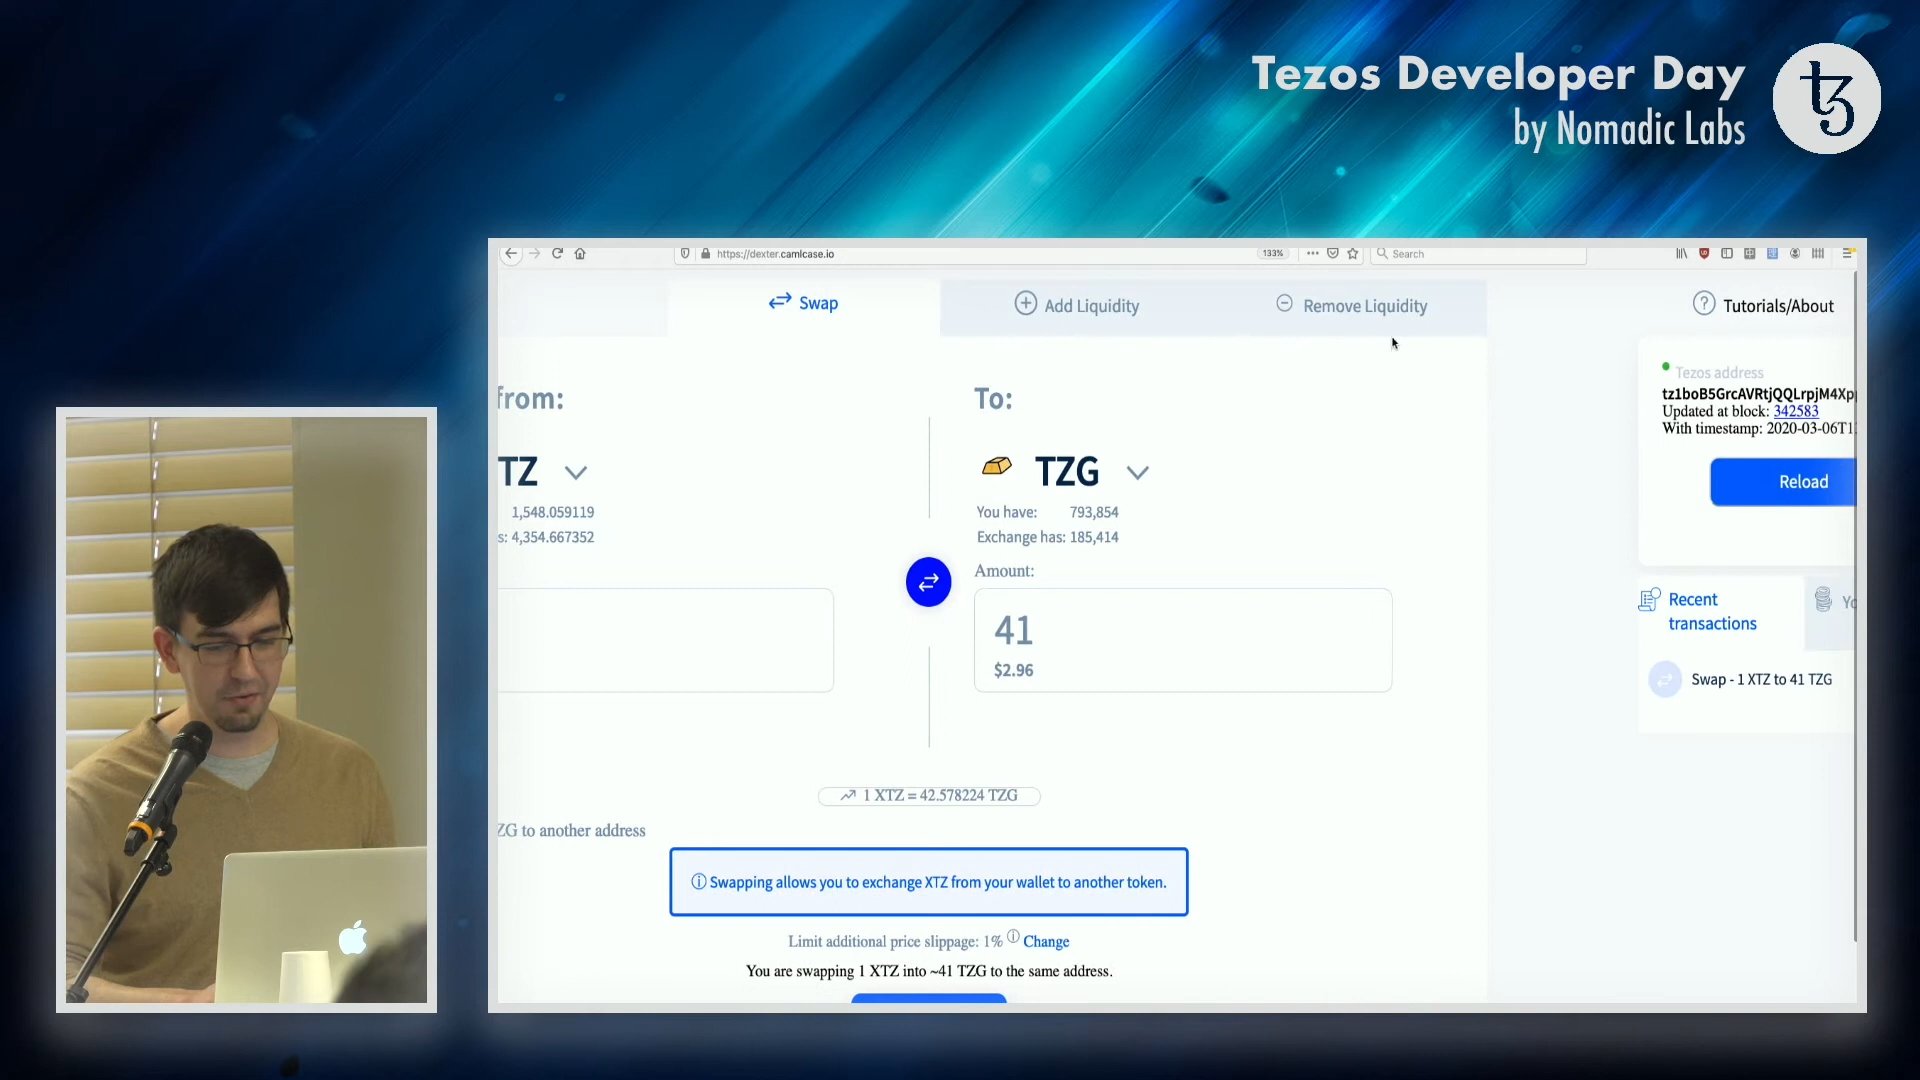 Tezos Developer Day
by Nomadic Labs
https://dexter.camlcase.io
133%
Search
Swap
Add Liquidity
Remove Liquidity
Tutorials/About
from:
To:
TZ
TZG
1,548.059119
s: 4,354.667352
You have: 793,854
Exchange has: 185,414
Amount:
41
$2.96
1 XTZ = 42.578224 TZG
ZG to another address
Swapping allows you to exchange XTZ from your wallet to another token.
Limit additional price slippage: 1% Change
You are swapping 1 XTZ into ~41 TZG to the same address.
Tezos address
tz1boB5GrcAVRtjQQLrpjM4Xp
Updated at block: 342583
With timestamp: 2020-03-06T1
Reload
Recent
transactions
Yo
Swap - 1 XTZ to 41 TZG